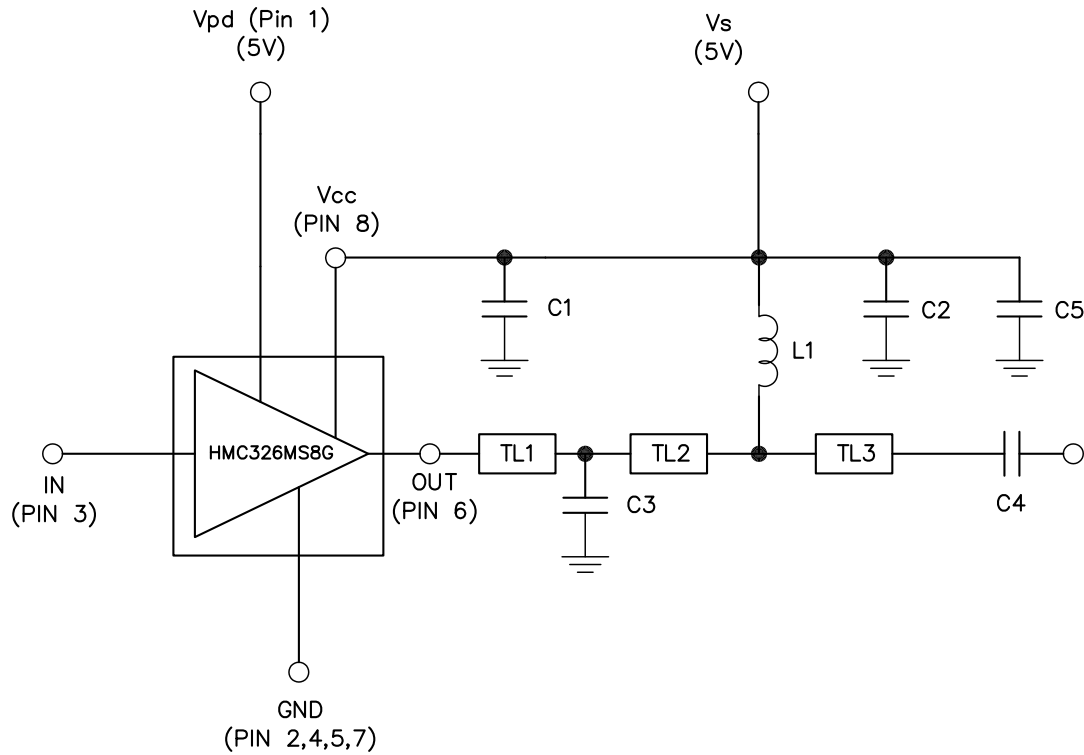 Vpd (Pin 1)
(5V)
Vs
(5V)
Vcc
(PIN 8)
C1
C2
C5
L1
HMC326MS8G
TL1
TL2
TL3
IN
(PIN 3)
OUT
(PIN 6)
C3
C4
GND
(PIN 2,4,5,7)